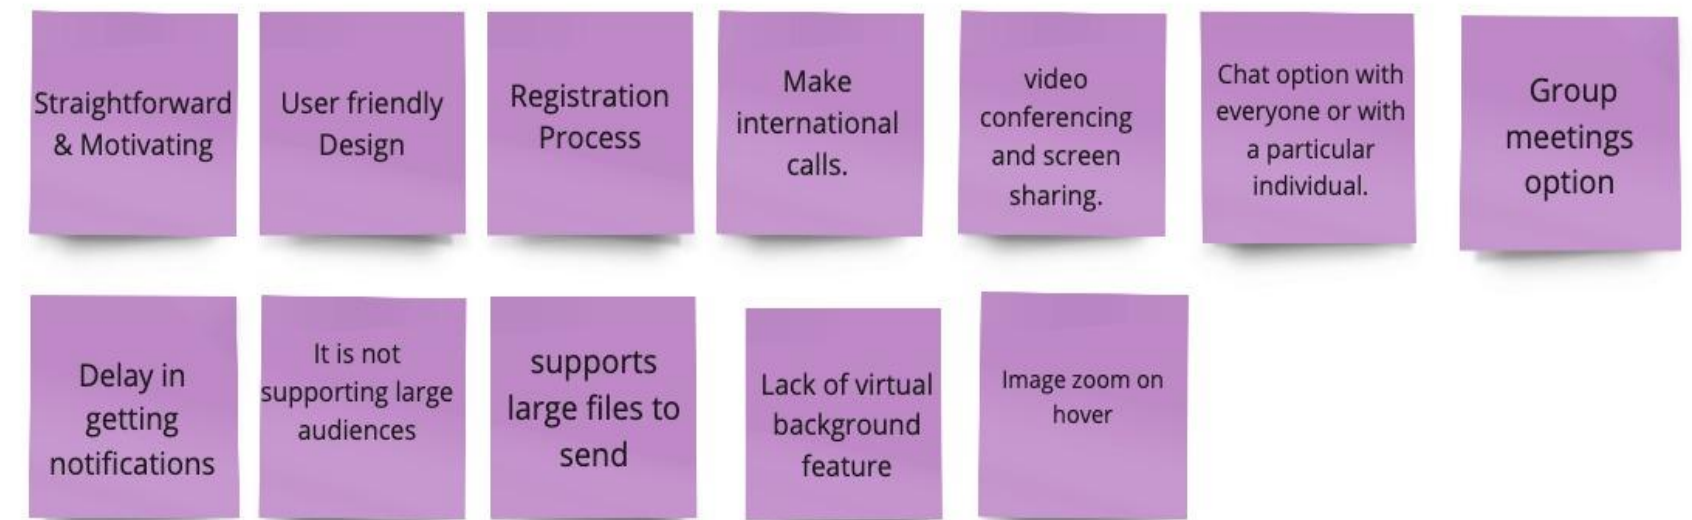 Straightforward
& Motivating
User friendly
Design
Registration
Process
Make
international
calls.
video
conferencing
and screen
sharing.
Chat option with
everyone or with
a particular
individual.
Group
meetings
option
Delay in
getting
notifications
It is not
supporting large
audiences
supports
large files to
send
Lack of virtual
background
feature
Image zoom on
hover